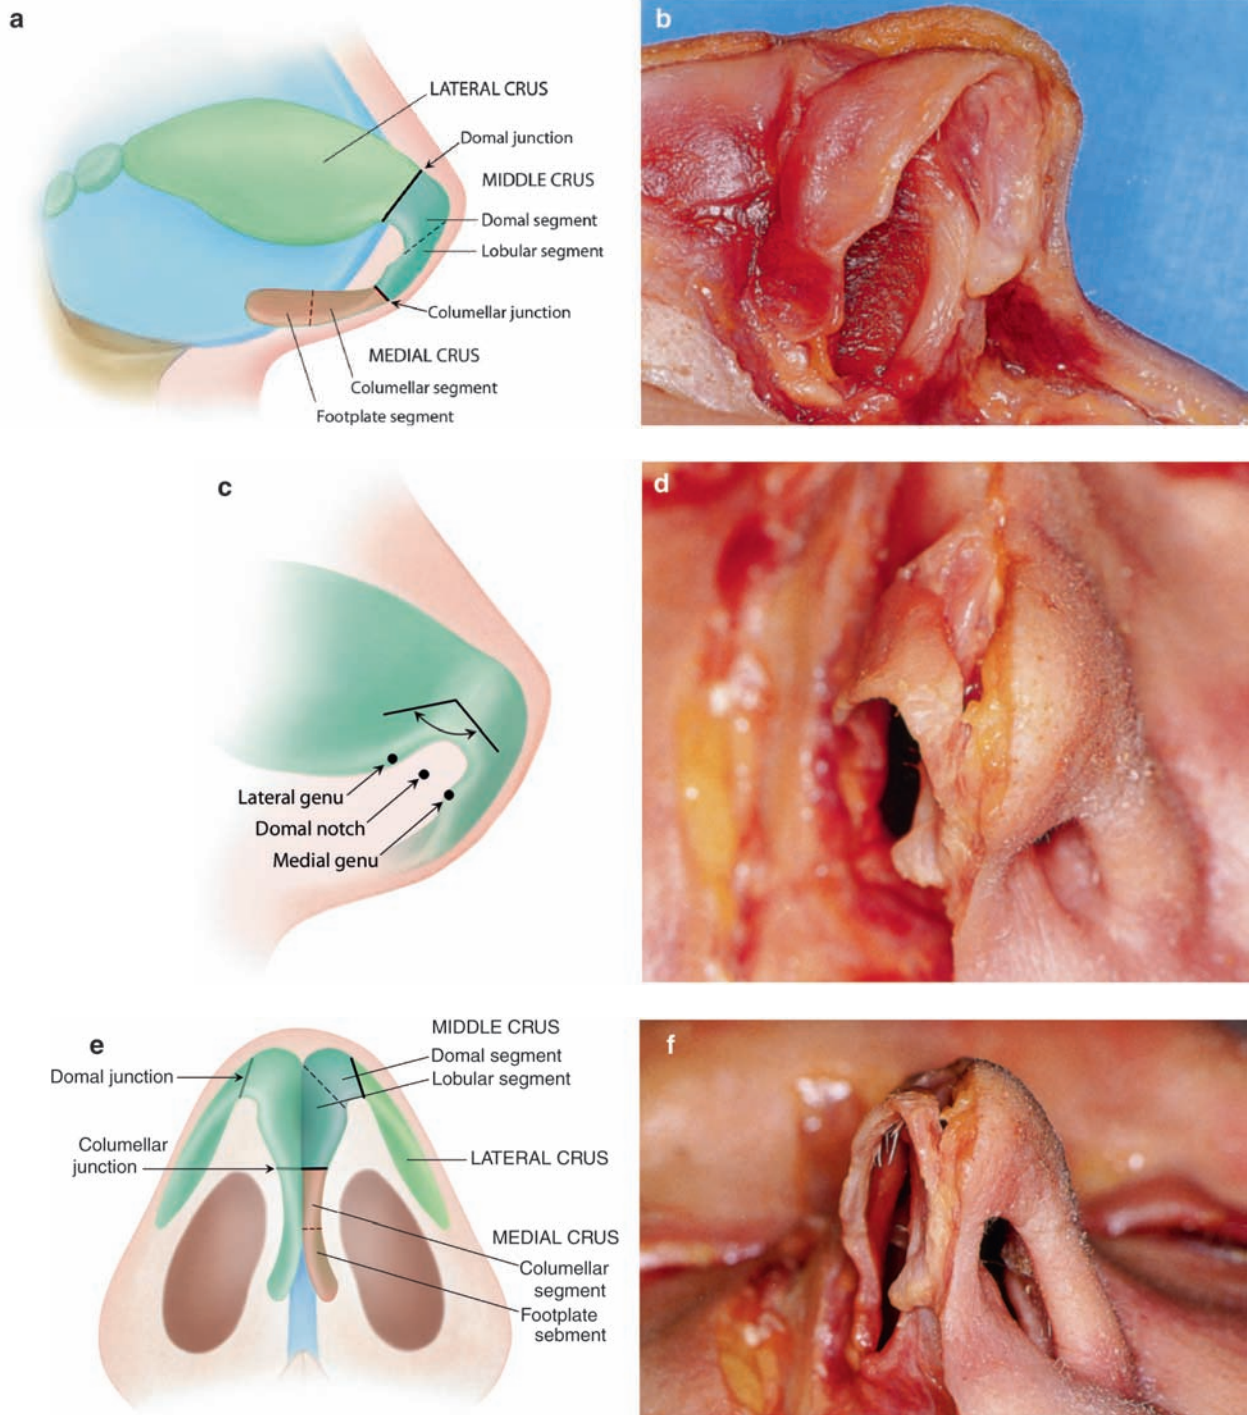 a
LATERAL CRUS
Domal junction
MIDDLE CRUS
Domal segment
Lobular segment
Columellar junction
MEDIAL CRUS
Columellar segment
Footplate segment
b
c
Lateral genu
Domal notch
Medial genu
d
e
MIDDLE CRUS
Domal segment
Lobular segment
Domal junction
Columellar
junction
LATERAL CRUS
MEDIAL CRUS
Columellar
segment
Footplate
sebment
f